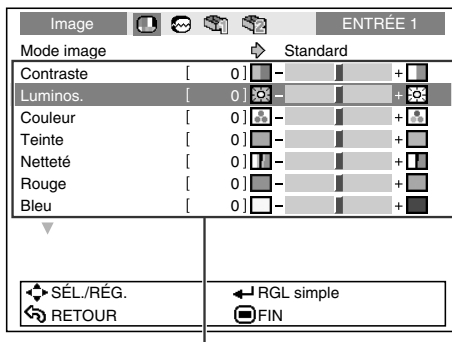 Image ENTRÉE 1
Mode image Standard
Contraste [ 0 ] - +
Luminos. [ 0 ] - +
Couleur [ 0 ] - +
Teinte [ 0 ] - +
Netteté [ 0 ] - +
Rouge [ 0 ] - +
Bleu [ 0 ] - +
SÉL./RÉG. RGL simple
RETOUR FIN